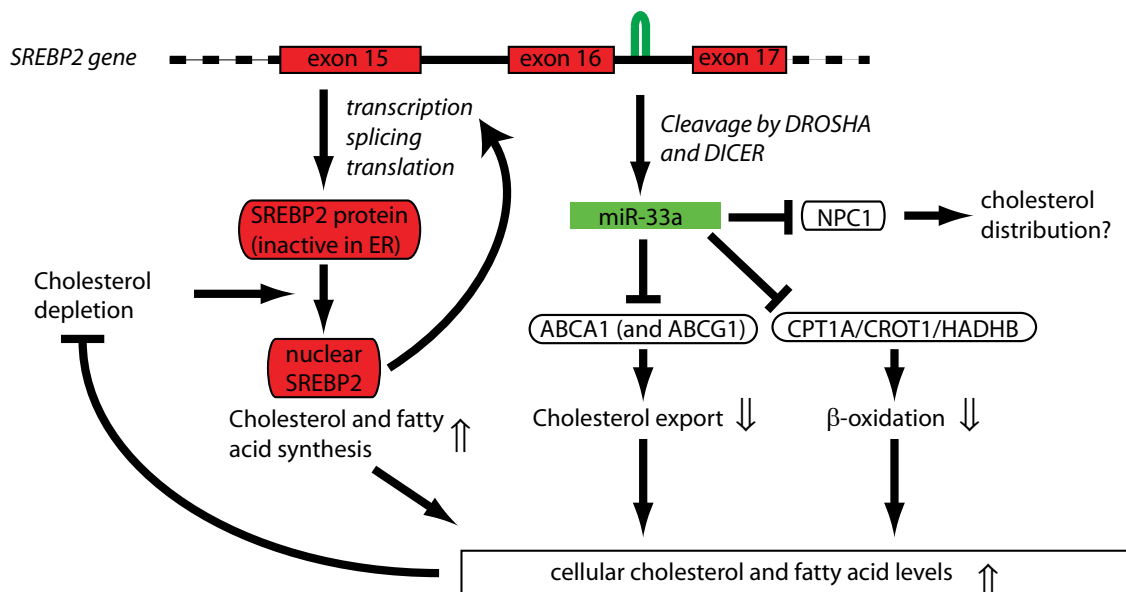 SREBP2 gene
exon 15
exon 16
exon 17
transcription
splicing
translation
Cleavage by DROSHA
and DICER
SREBP2 protein
(inactive in ER)
miR-33a
NPC1
cholesterol
distribution?
Cholesterol
depletion
ABCA1 (and ABCG1)
CPT1A/CROT1/HADHB
nuclear
SREBP2
Cholesterol and fatty
acid synthesis ⇑
Cholesterol export ⇓
β-oxidation ⇓
cellular cholesterol and fatty acid levels ⇑